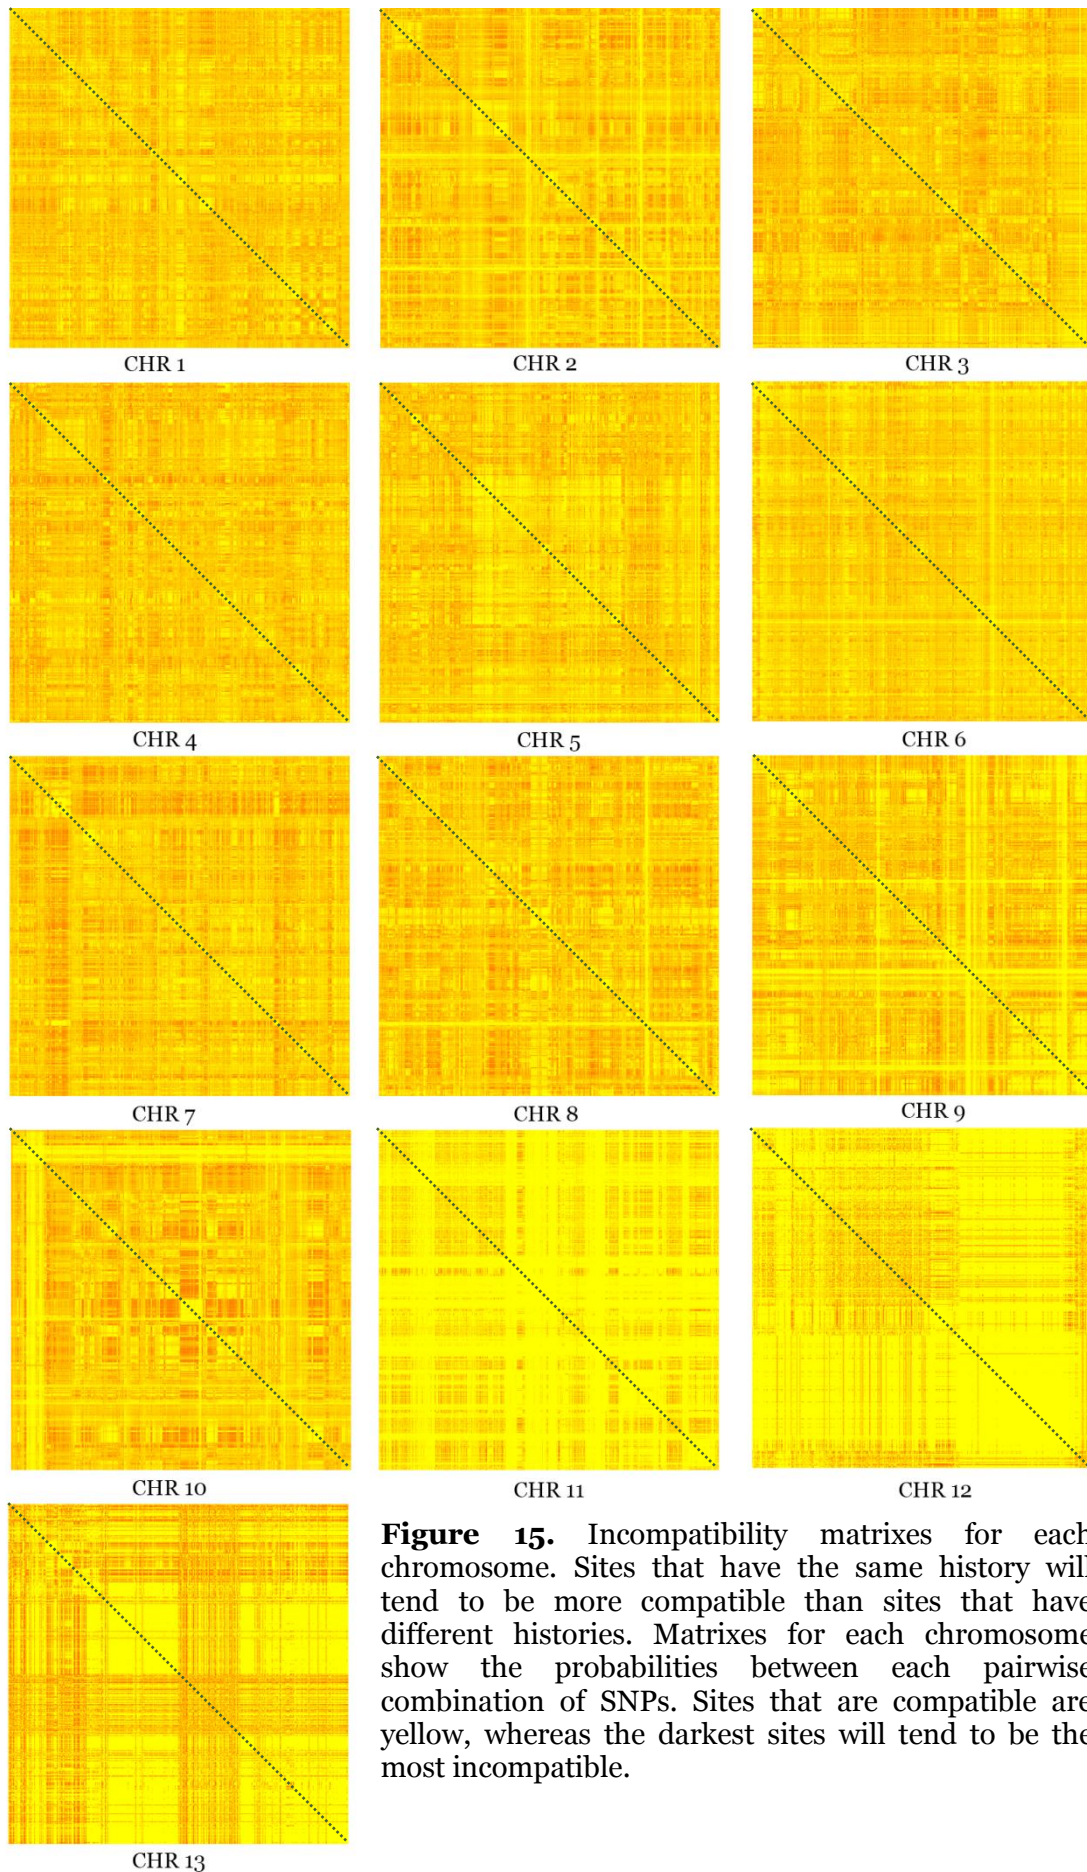 CHR 1
CHR 2
CHR 3
CHR 4
CHR 5
CHR 6
CHR 7
CHR 8
CHR 9
CHR 10
CHR 11
CHR 12
Figure 15. Incompatibility matrixes for each
chromosome. Sites that have the same history will
tend to be more compatible than sites that have
different histories. Matrixes for each chromosome
show the probabilities between each pairwise
combination of SNPs. Sites that are compatible are
yellow, whereas the darkest sites will tend to be the
most incompatible.
CHR 13